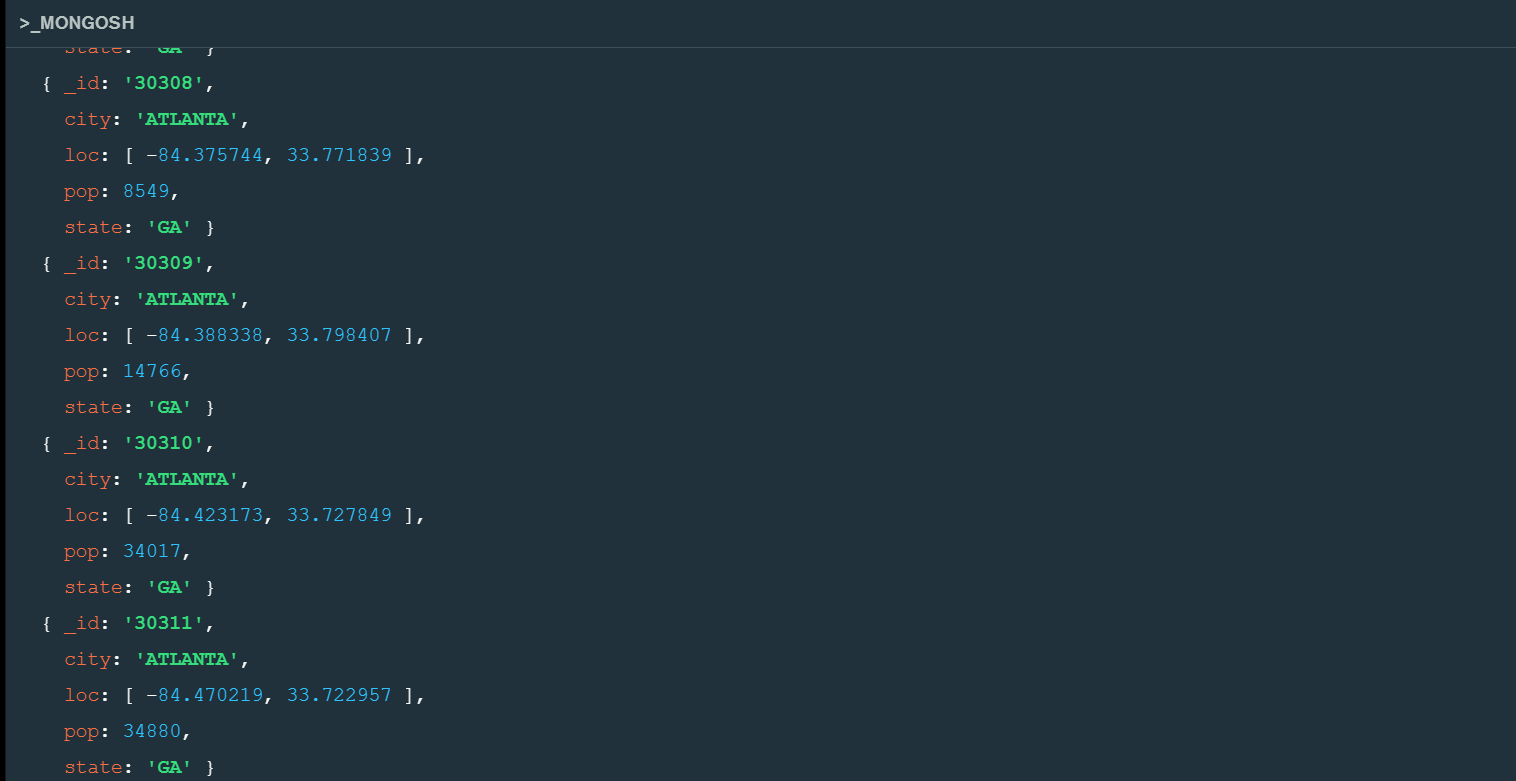 >_MONGOSH
state: 'GA' }
{ _id: '30308',
city: 'ATLANTA',
loc: [ -84.375744, 33.771839 ],
pop: 8549,
state: 'GA' }
{ _id: '30309',
city: 'ATLANTA',
loc: [ -84.388338, 33.798407 ],
pop: 14766,
state: 'GA' }
{ _id: '30310',
city: 'ATLANTA',
loc: [ -84.423173, 33.727849 ],
pop: 34017,
state: 'GA' }
{ _id: '30311',
city: 'ATLANTA',
loc: [ -84.470219, 33.722957 ],
pop: 34880,
state: 'GA' }